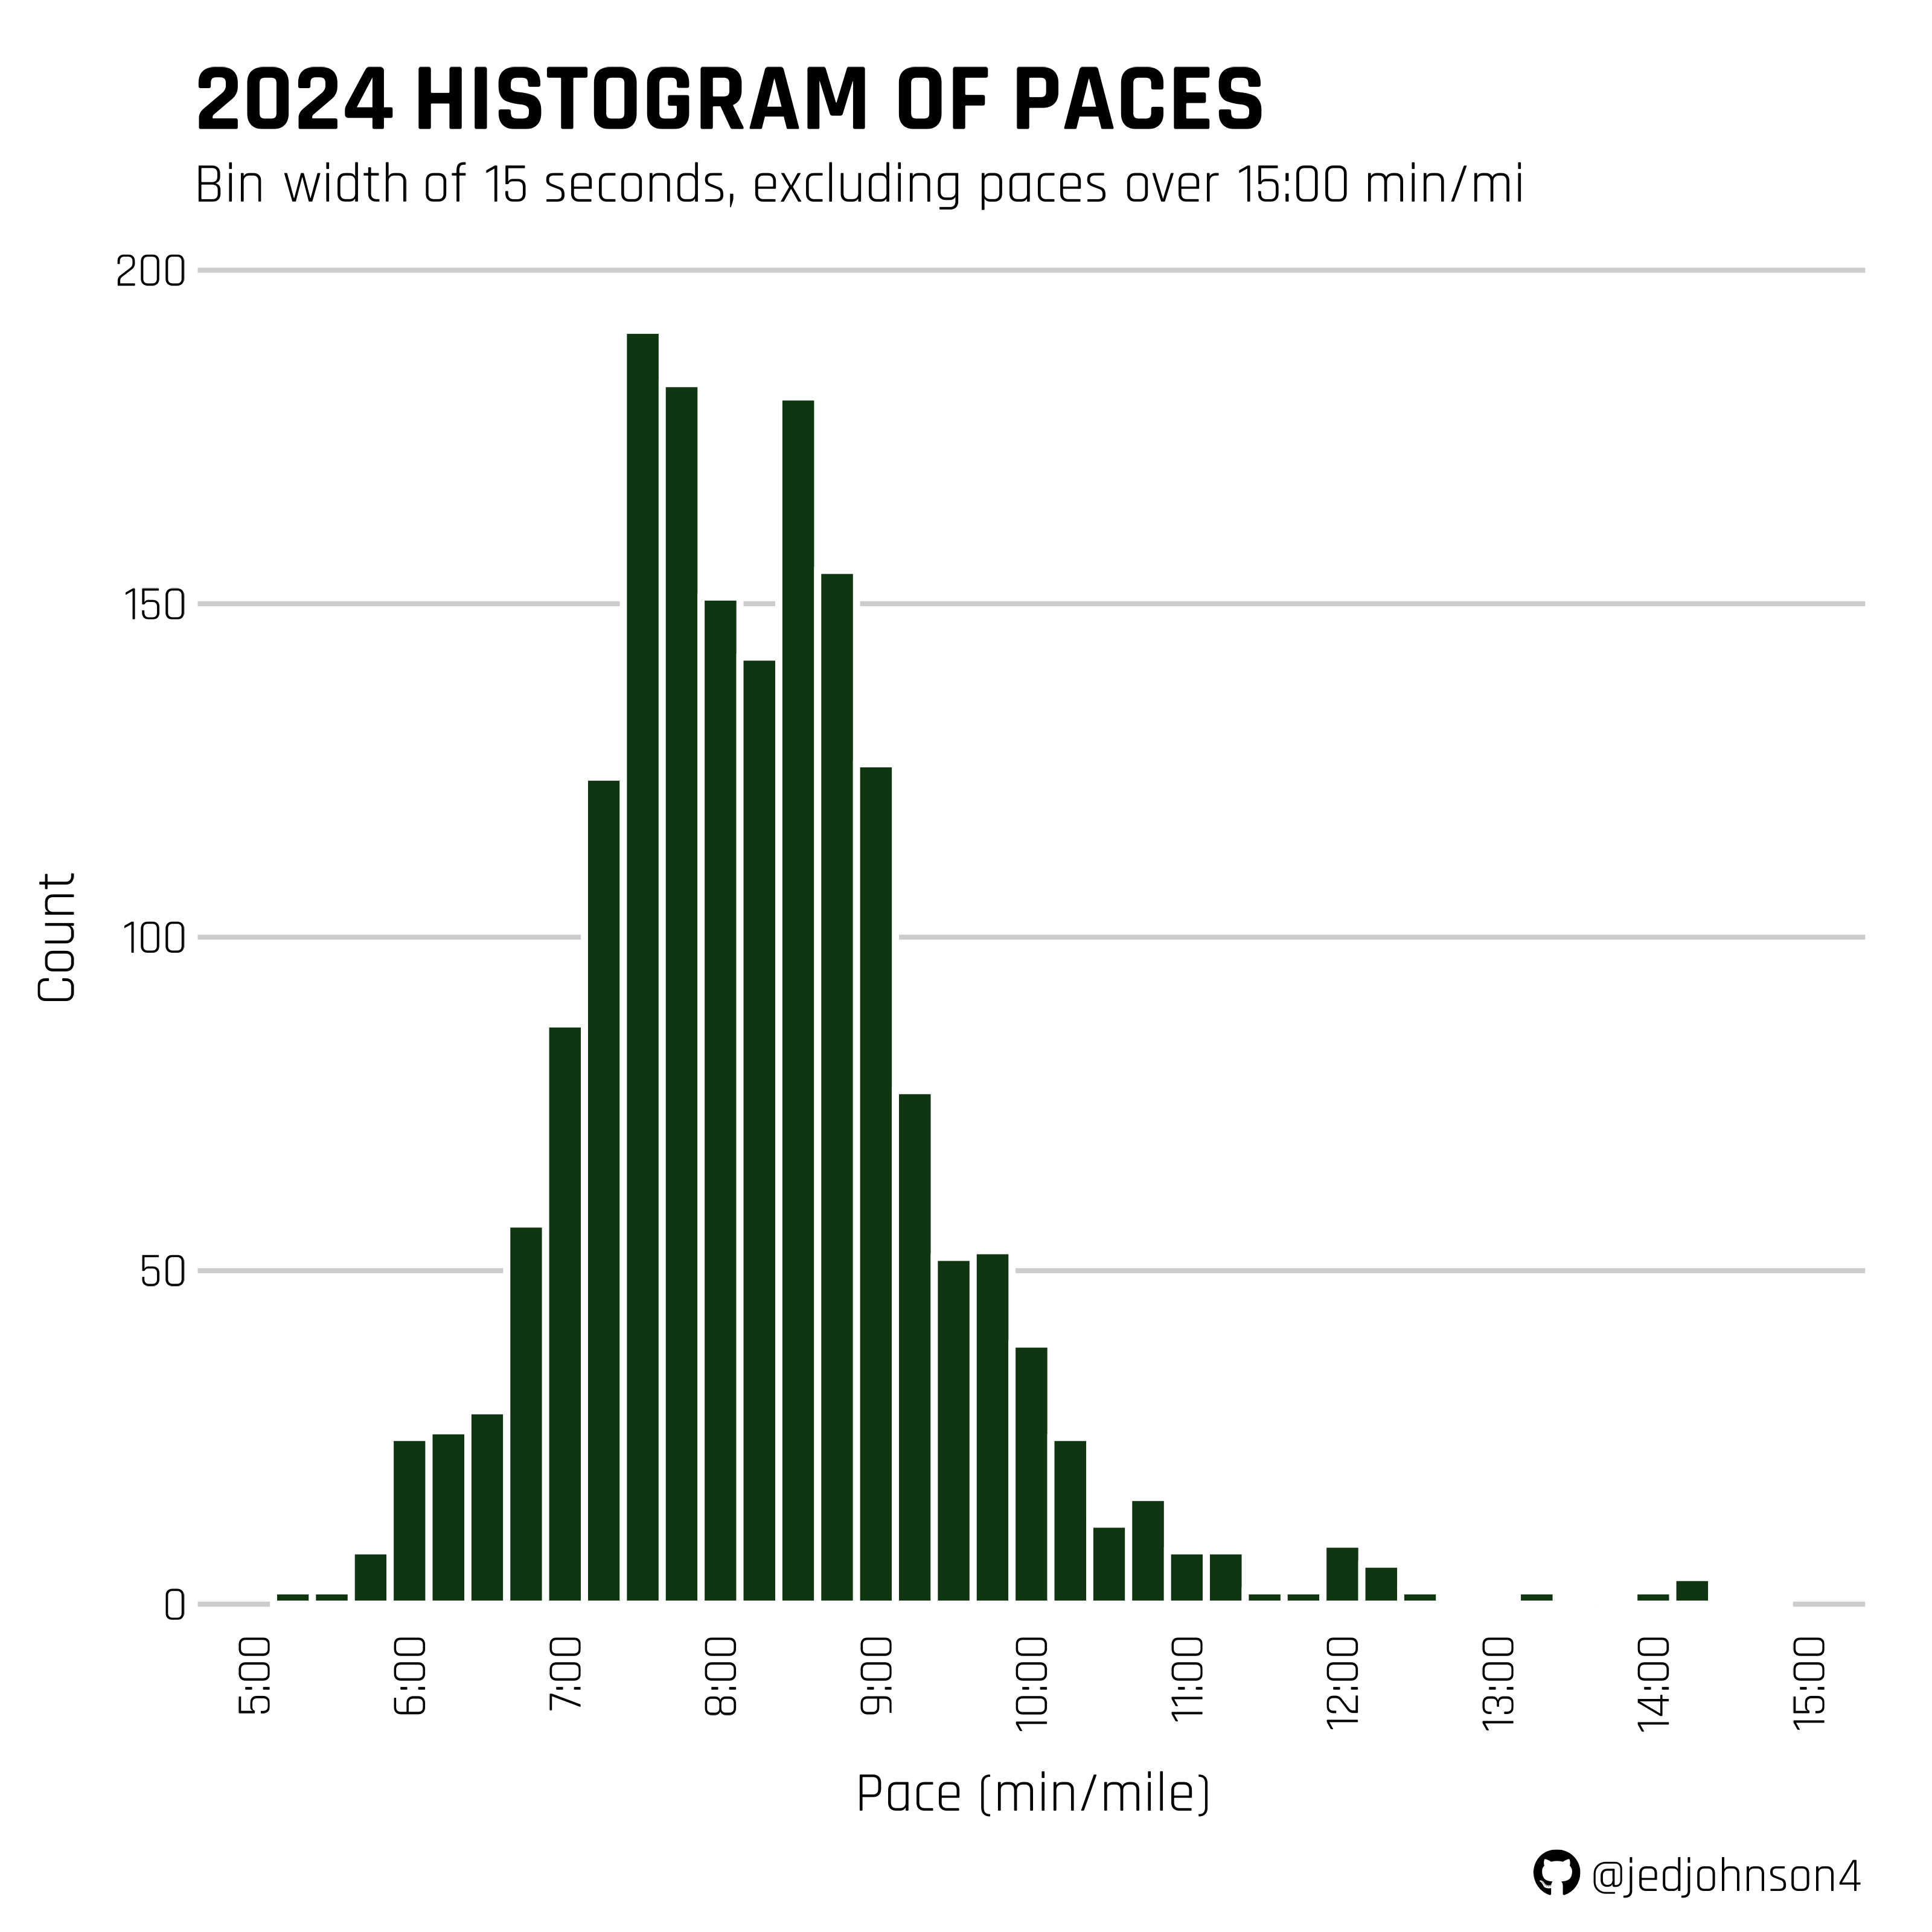 2024 HISTOGRAM OF PACES
Bin width of 15 seconds, excluding paces over 15:00 min/mi
200
150
100
50
0
Count
5:00 6:00 7:00 8:00 9:00 10:00 11:00 12:00 13:00 14:00 15:00
Pace (min/mile)
@jedjohnson4